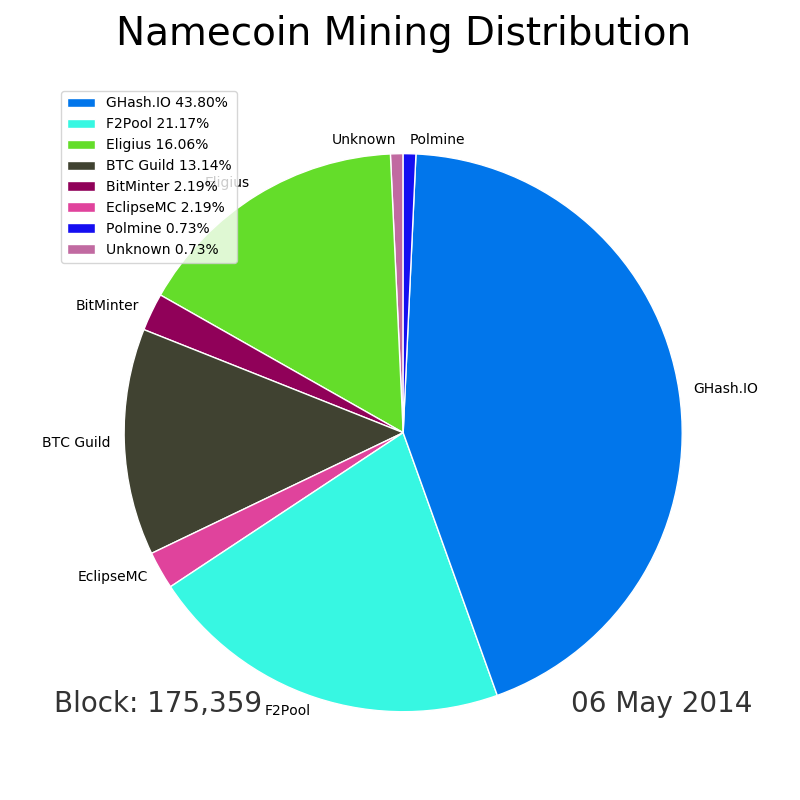 Namecoin Mining Distribution
GHash.IO 43.80%
F2Pool 21.17%
Eligius 16.06%
BTC Guild 13.14%
BitMinter 2.19%
EclipseMC 2.19%
Polmine 0.73%
Unknown 0.73%
Unknown
Polmine
Eligius
BitMinter
GHash.IO
BTC Guild
EclipseMC
F2Pool
Block: 175,359
06 May 2014